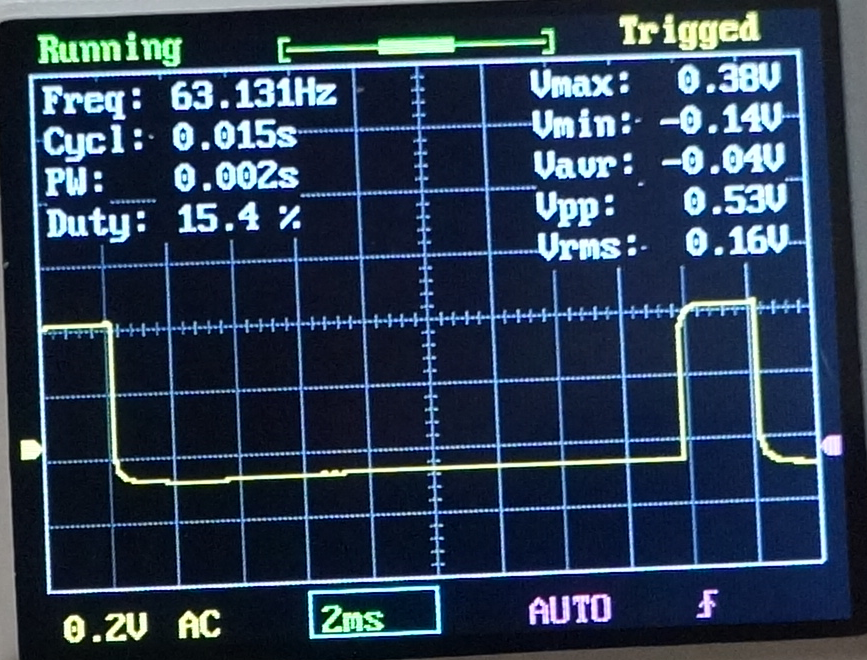 Running Trigged
Freq: 63.131Hz Vmax: 0.38V
Cycl: 0.015s Vmin: -0.14V
PW: 0.002s Vavr: -0.04V
Duty: 15.4 % Vpp: 0.53V
Vrms: 0.16V
0.2V AC 2ms AUTO